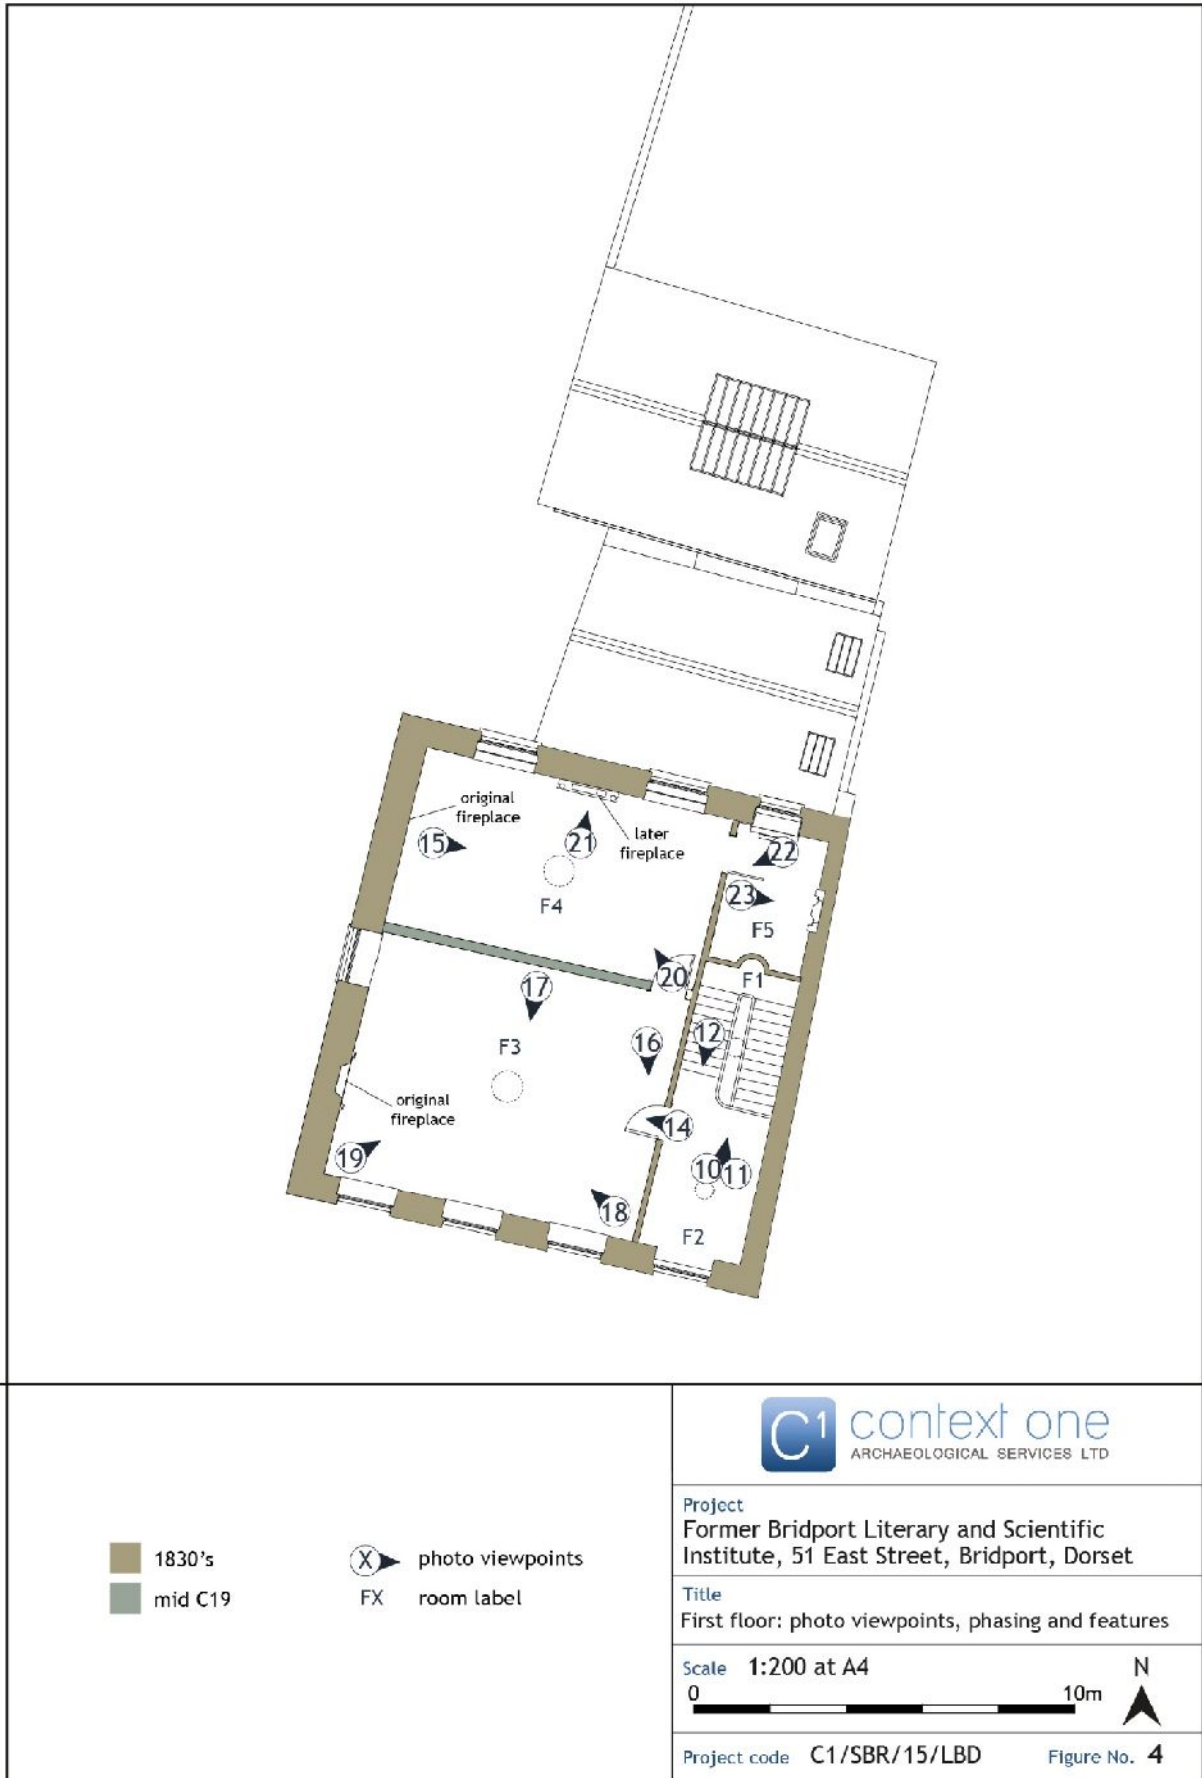 original
fireplace
15
21
later
fireplace
22
F4
23
F5
20
F1
17
12
F3
16
original
fireplace
14
19
10
11
18
F2
1830's
mid C19
X
photo viewpoints
FX
room label
C1
context one
ARCHAEOLOGICAL SERVICES LTD
Project
Former Bridport Literary and Scientific
Institute, 51 East Street, Bridport, Dorset
Title
First floor: photo viewpoints, phasing and features
Scale 1:200 at A4
N
0 10m
Project code C1/SBR/15/LBD Figure No. 4